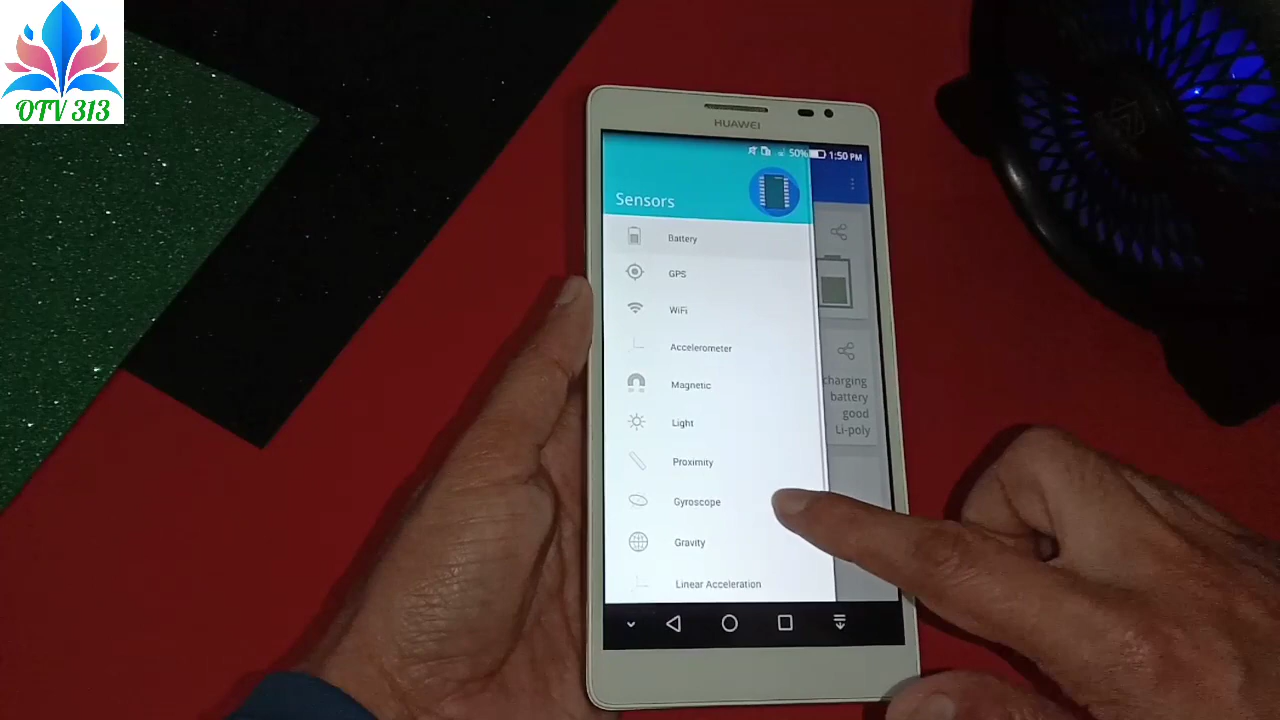 OTV 313
HUAWEI
50% 1:50 PM
Sensors
Battery
GPS
WiFi
Accelerometer
Magnetic
Light
Proximity
Gyroscope
Gravity
Linear Acceleration
charging
battery
good
Li-poly